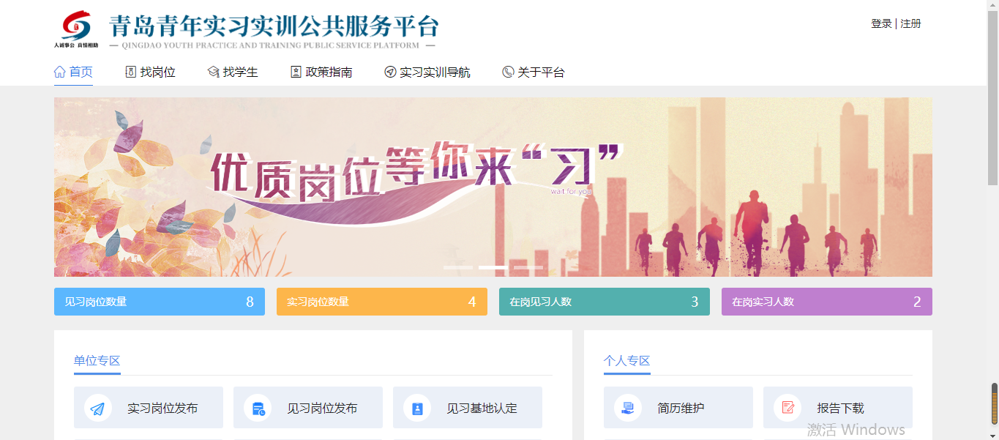 青岛青年实习实训公共服务平台
人诚事公 真情相助
— QINGDAO YOUTH PRACTICE AND TRAINING PUBLIC SERVICE PLATFORM —
登录 | 注册
首页 找岗位 找学生 政策指南 实习实训导航 关于平台
优质岗位等你来“习”
wait for you
见习岗位数量 8 实习岗位数量 4 在岗见习人数 3 在岗实习人数 2
单位专区 个人专区
实习岗位发布 见习岗位发布 见习基地认定 简历维护 报告下载
激活 Windows